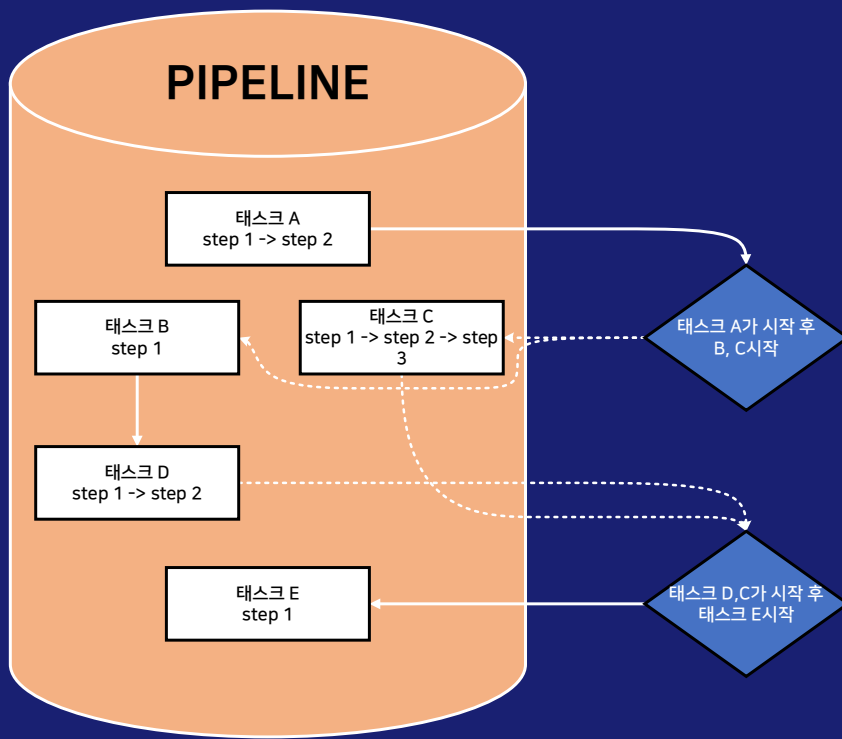 PIPELINE
태스크 A
step 1 -> step 2
태스크 B
step 1
태스크 C
step 1 -> step 2 -> step
3
태스크 A가 시작 후
B, C시작
태스크 D
step 1 -> step 2
태스크 E
step 1
태스크 D,C가 시작 후
태스크 E시작